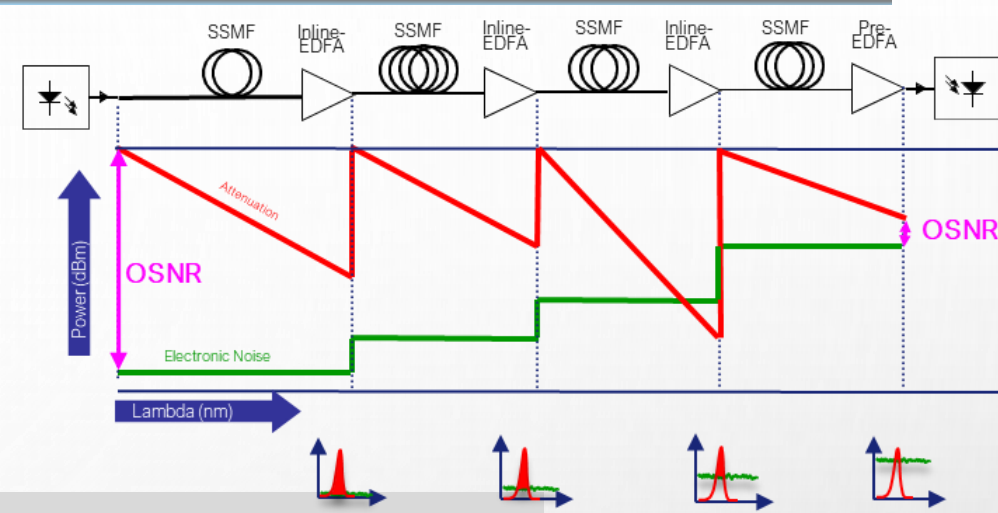 SSMF
Inline-
EDFA
SSMF
Inline-
EDFA
SSMF
Inline-
EDFA
SSMF
Pre-
EDFA
Attenuation
OSNR
OSNR
Power (dBm)
Electronic Noise
Lambda (nm)